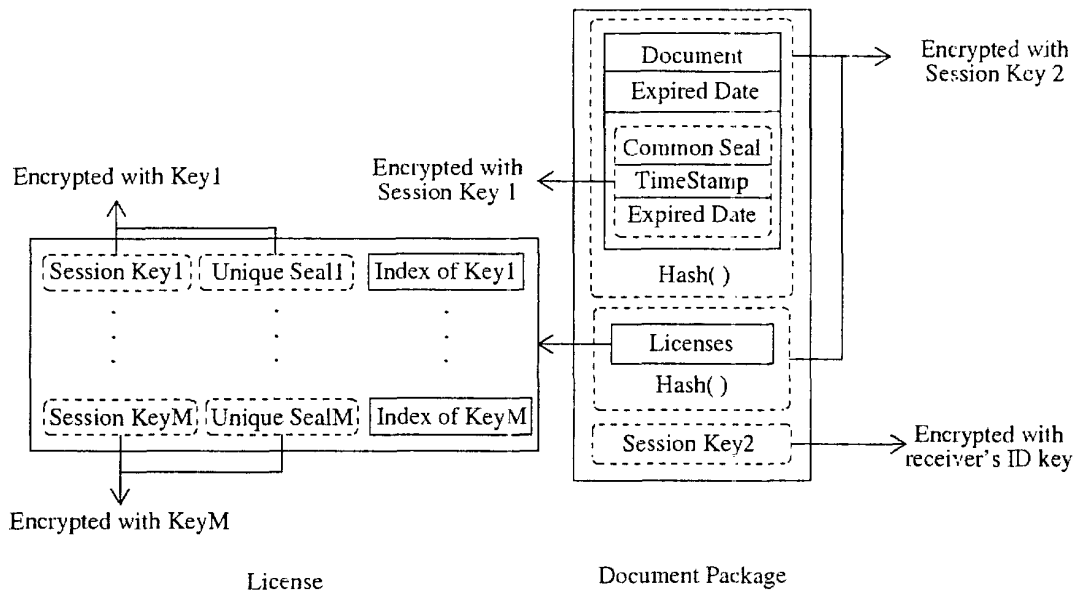 Document
Expired Date
Common Seal
TimeStamp
Expired Date
Hash( )
Licenses
Hash( )
Session Key2
Encrypted with
Session Key 2
Encrypted with
Session Key 1
Encrypted with
receiver's ID key
Encrypted with Key1
Session Key1 Unique Seal1 Index of Key1
Session KeyM Unique SealM Index of KeyM
Encrypted with KeyM
License
Document Package